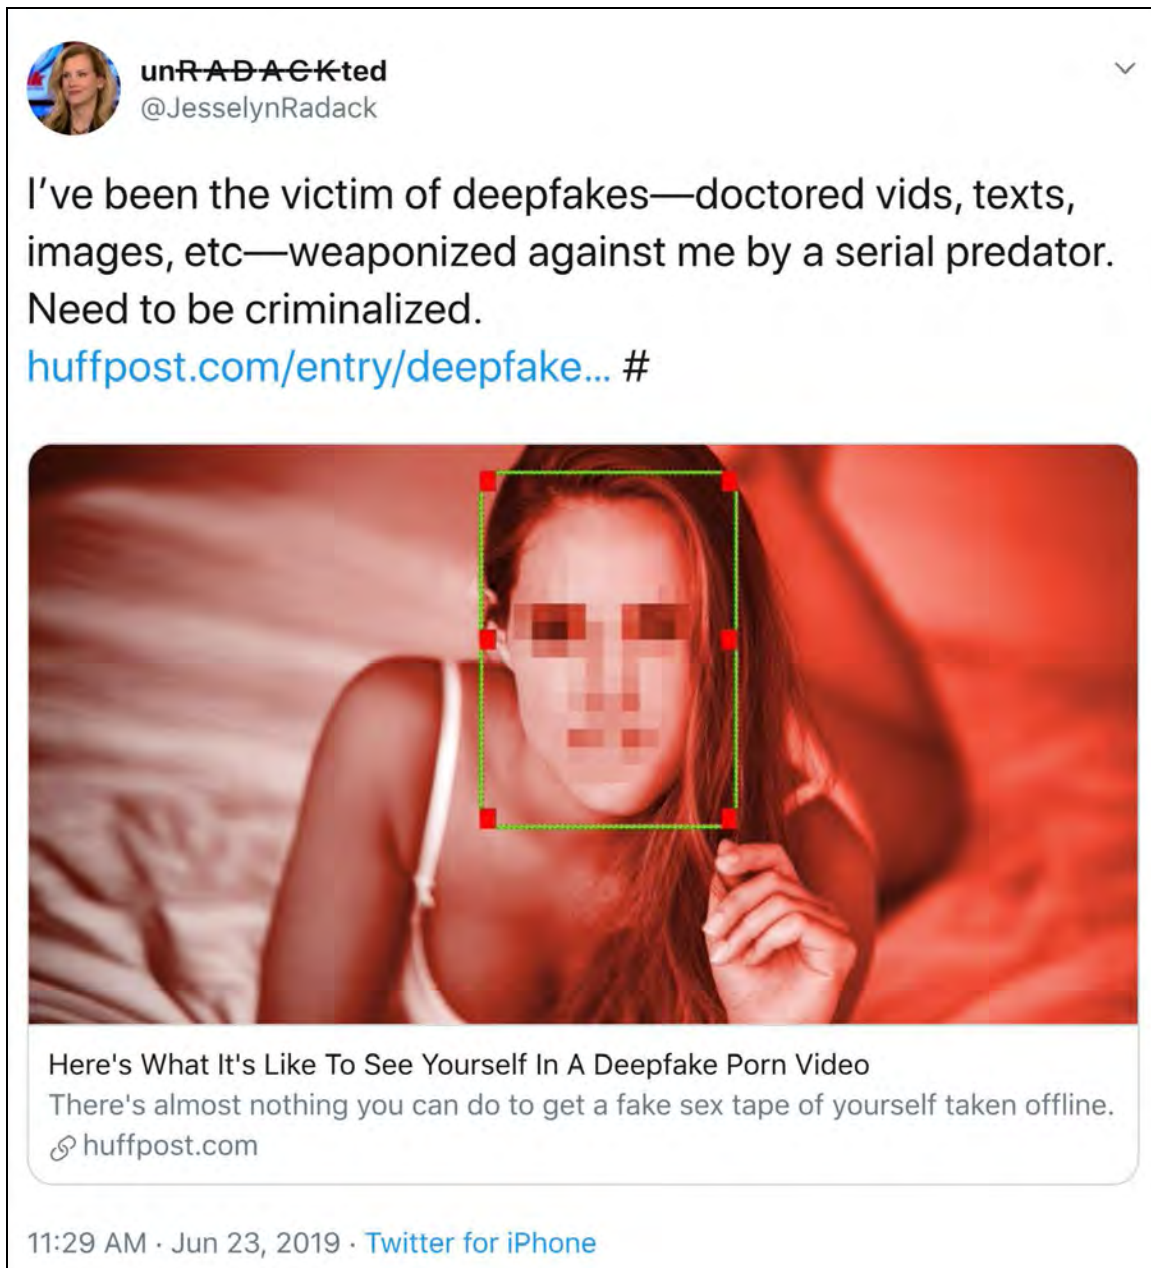 unRADACKted
@JesselynRadack
I’ve been the victim of deepfakes—doctored vids, texts,
images, etc—weaponized against me by a serial predator.
Need to be criminalized.
huffpost.com/entry/deepfake... #
Here's What It's Like To See Yourself In A Deepfake Porn Video
There's almost nothing you can do to get a fake sex tape of yourself taken offline.
huffpost.com
11:29 AM · Jun 23, 2019 · Twitter for iPhone